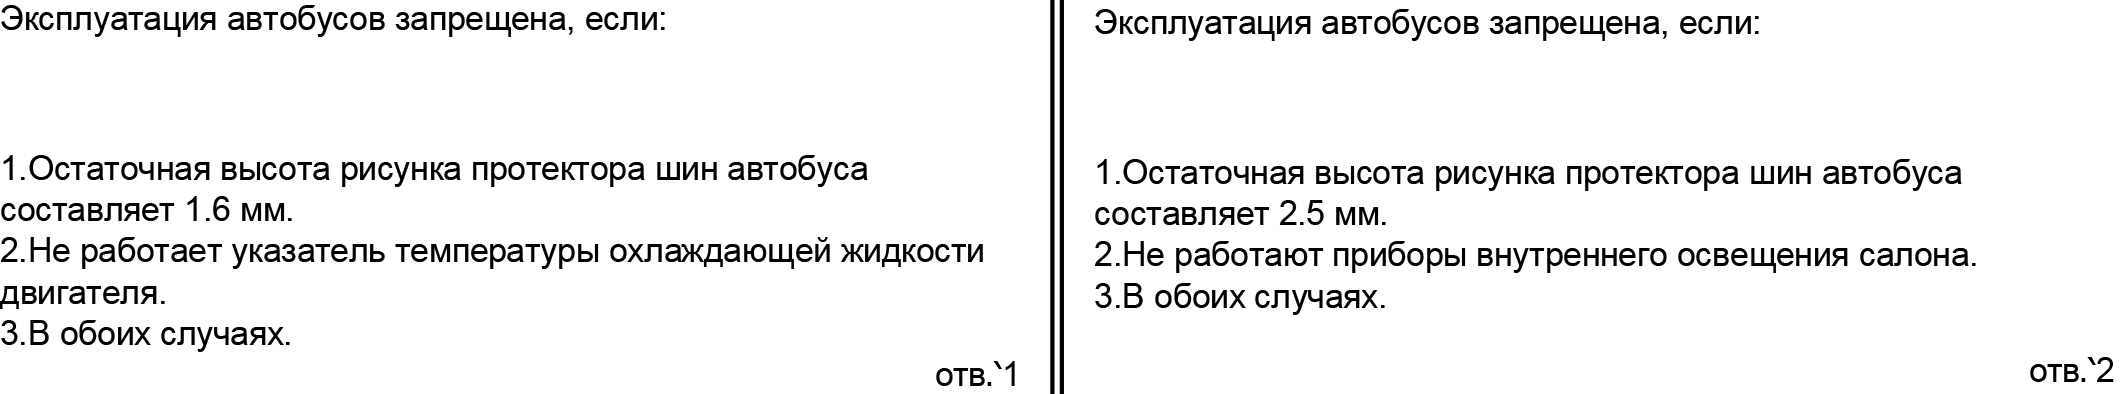 Эксплуатация автобусов запрещена, если:
1.Остаточная высота рисунка протектора шин автобуса
составляет 1.6 мм.
2.Не работает указатель температуры охлаждающей жидкости
двигателя.
3.В обоих случаях.
отв.`1
Эксплуатация автобусов запрещена, если:
1.Остаточная высота рисунка протектора шин автобуса
составляет 2.5 мм.
2.Не работают приборы внутреннего освещения салона.
3.В обоих случаях.
отв.`2